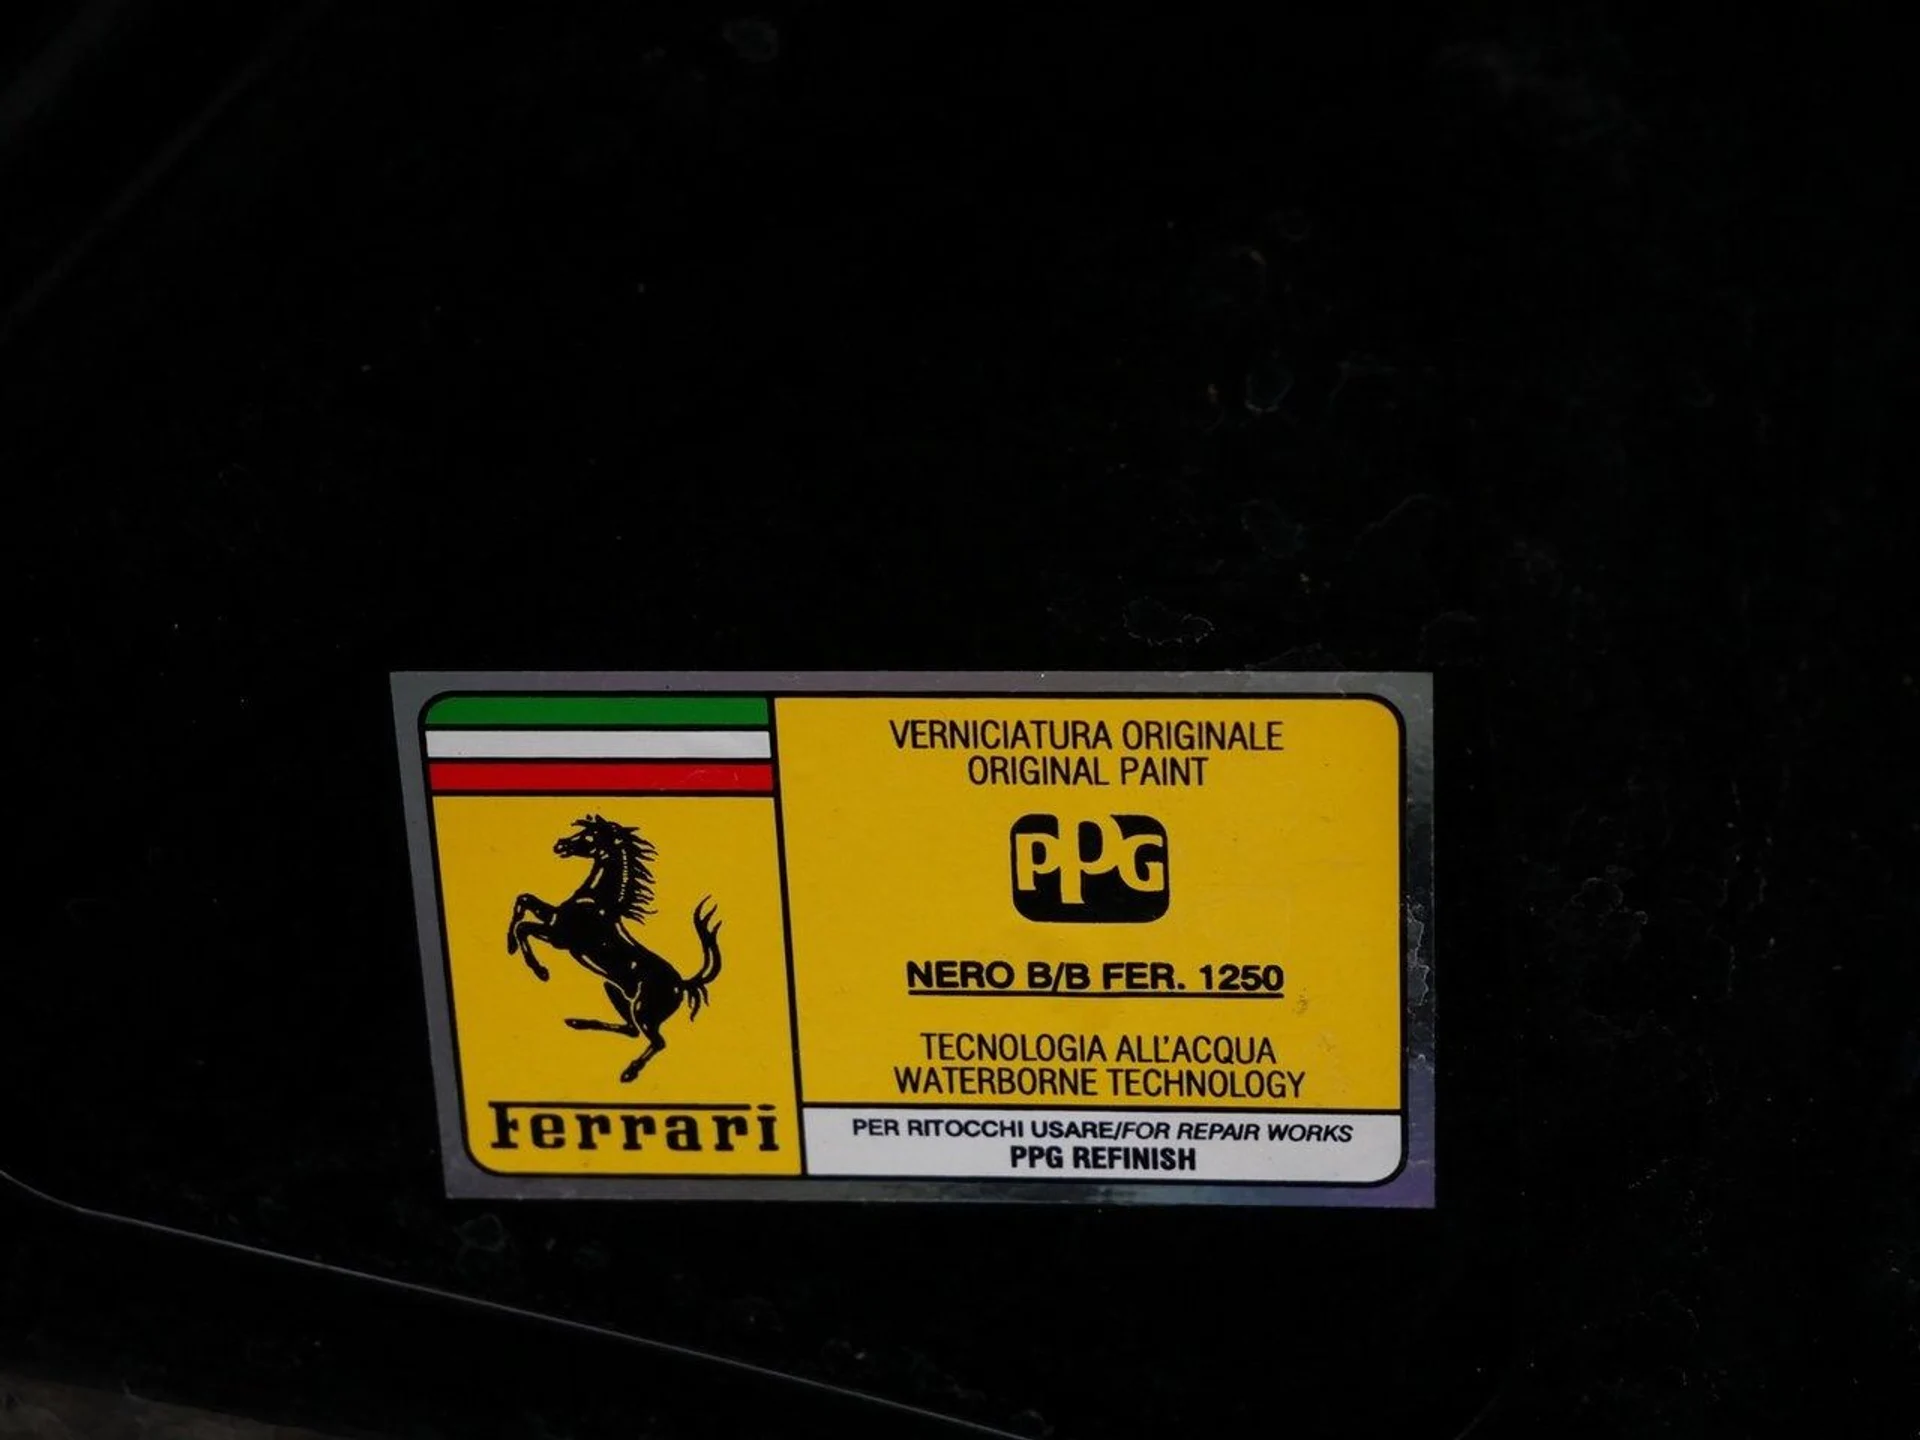 VERNICIATURA ORIGINALE
ORIGINAL PAINT
PPG
NERO B/B FER. 1250
TECNOLOGIA ALL'ACQUA
WATERBORNE TECHNOLOGY
PER RITOCCHI USARE/FOR REPAIR WORKS
PPG REFINISH
Ferrari